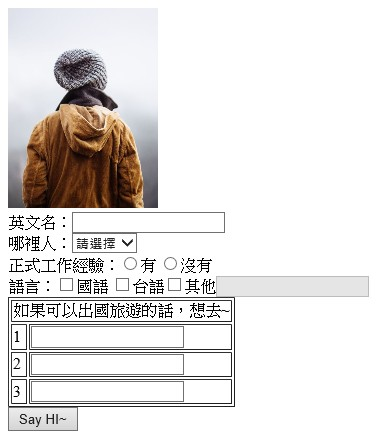 英文名：
哪裡人：請選擇
正式工作經驗：有 沒有
語言：國語 台語 其他
如果可以出國旅遊的話，想去~
1
2
3
Say HI~